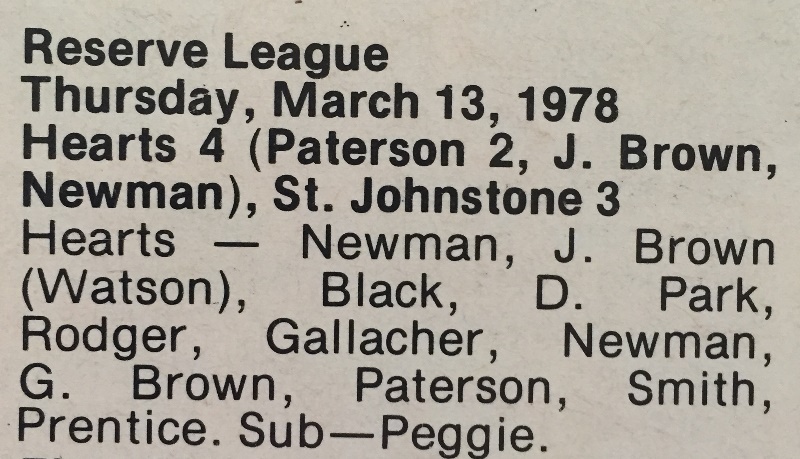 Reserve League
Thursday, March 13, 1978
Hearts 4 (Paterson 2, J. Brown,
Newman), St. Johnstone 3
Hearts — Newman, J. Brown
(Watson), Black, D. Park,
Rodger, Gallacher, Newman,
G. Brown, Paterson, Smith,
Prentice. Sub—Peggie.